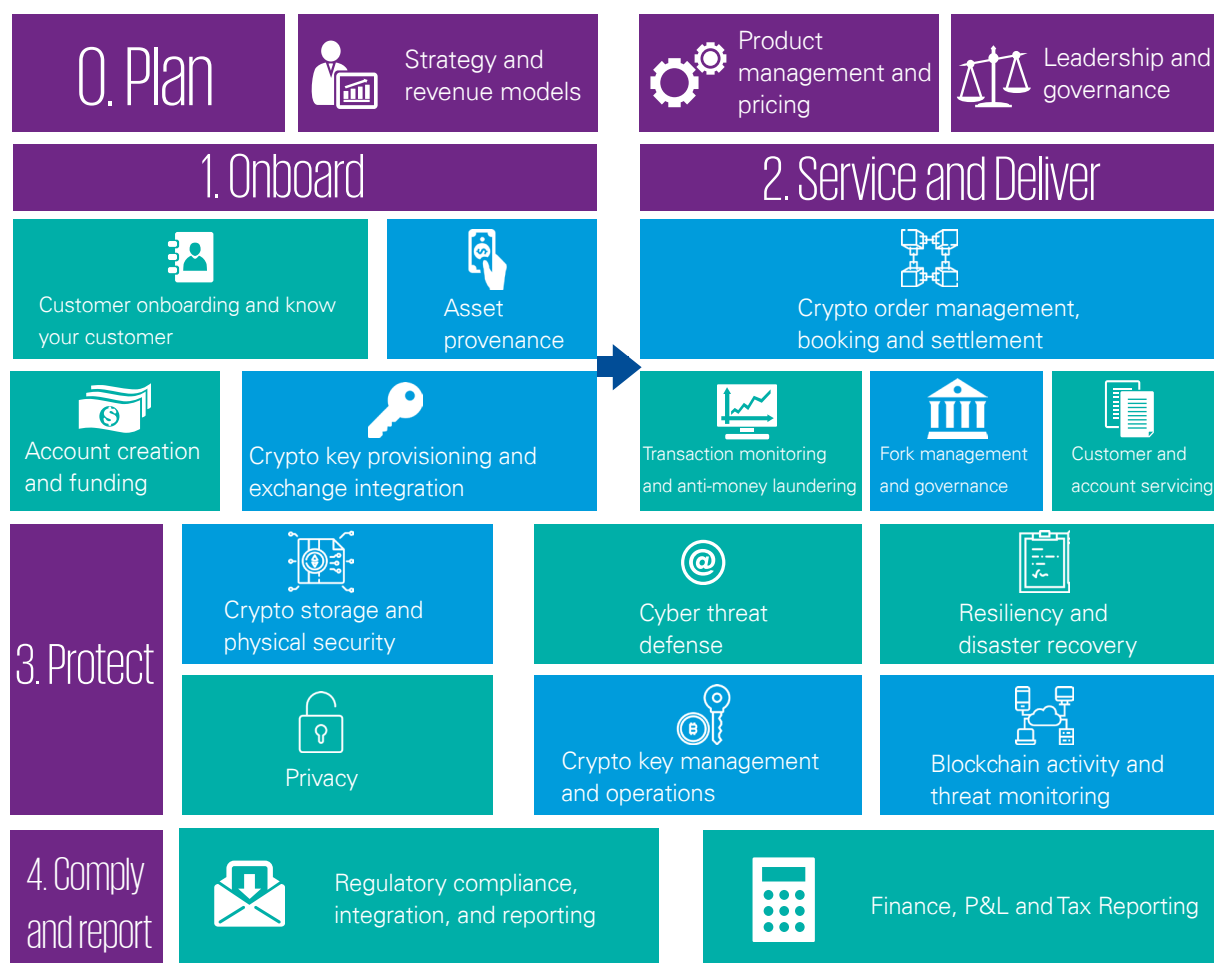 0. Plan
Strategy and
revenue models
Product
management and
pricing
Leadership and
governance
1. Onboard
2. Service and Deliver
Customer onboarding and know
your customer
Asset
provenance
Crypto order management,
booking and settlement
Account creation
and funding
Crypto key provisioning and
exchange integration
Transaction monitoring
and anti-money laundering
Fork management
and governance
Customer and
account servicing
3. Protect
Crypto storage and
physical security
@
Cyber threat
defense
Resiliency and
disaster recovery
Privacy
Crypto key management
and operations
Blockchain activity and
threat monitoring
4. Comply
and report
Regulatory compliance,
integration, and reporting
Finance, P&L and Tax Reporting